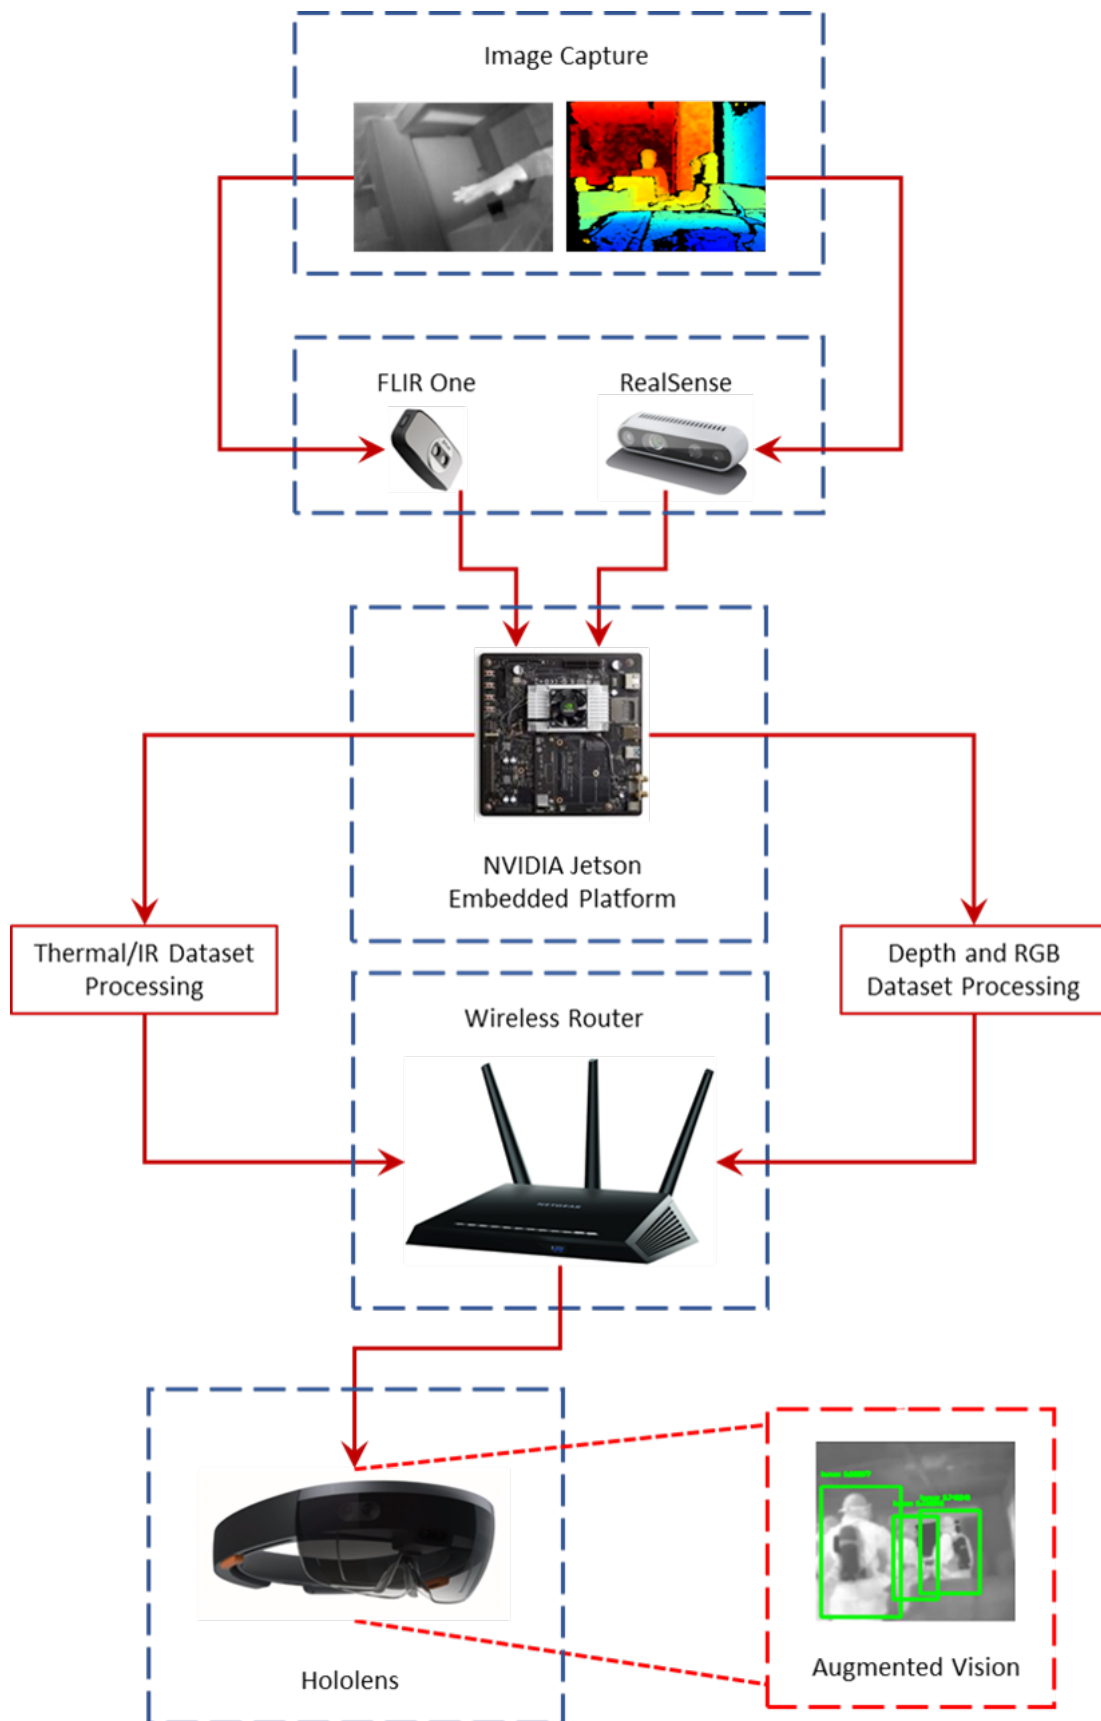 Image Capture
FLIR One
RealSense
NVIDIA Jetson
Embedded Platform
Thermal/IR Dataset
Processing
Depth and RGB
Dataset Processing
Wireless Router
NETGEAR
Hololens
Augmented Vision